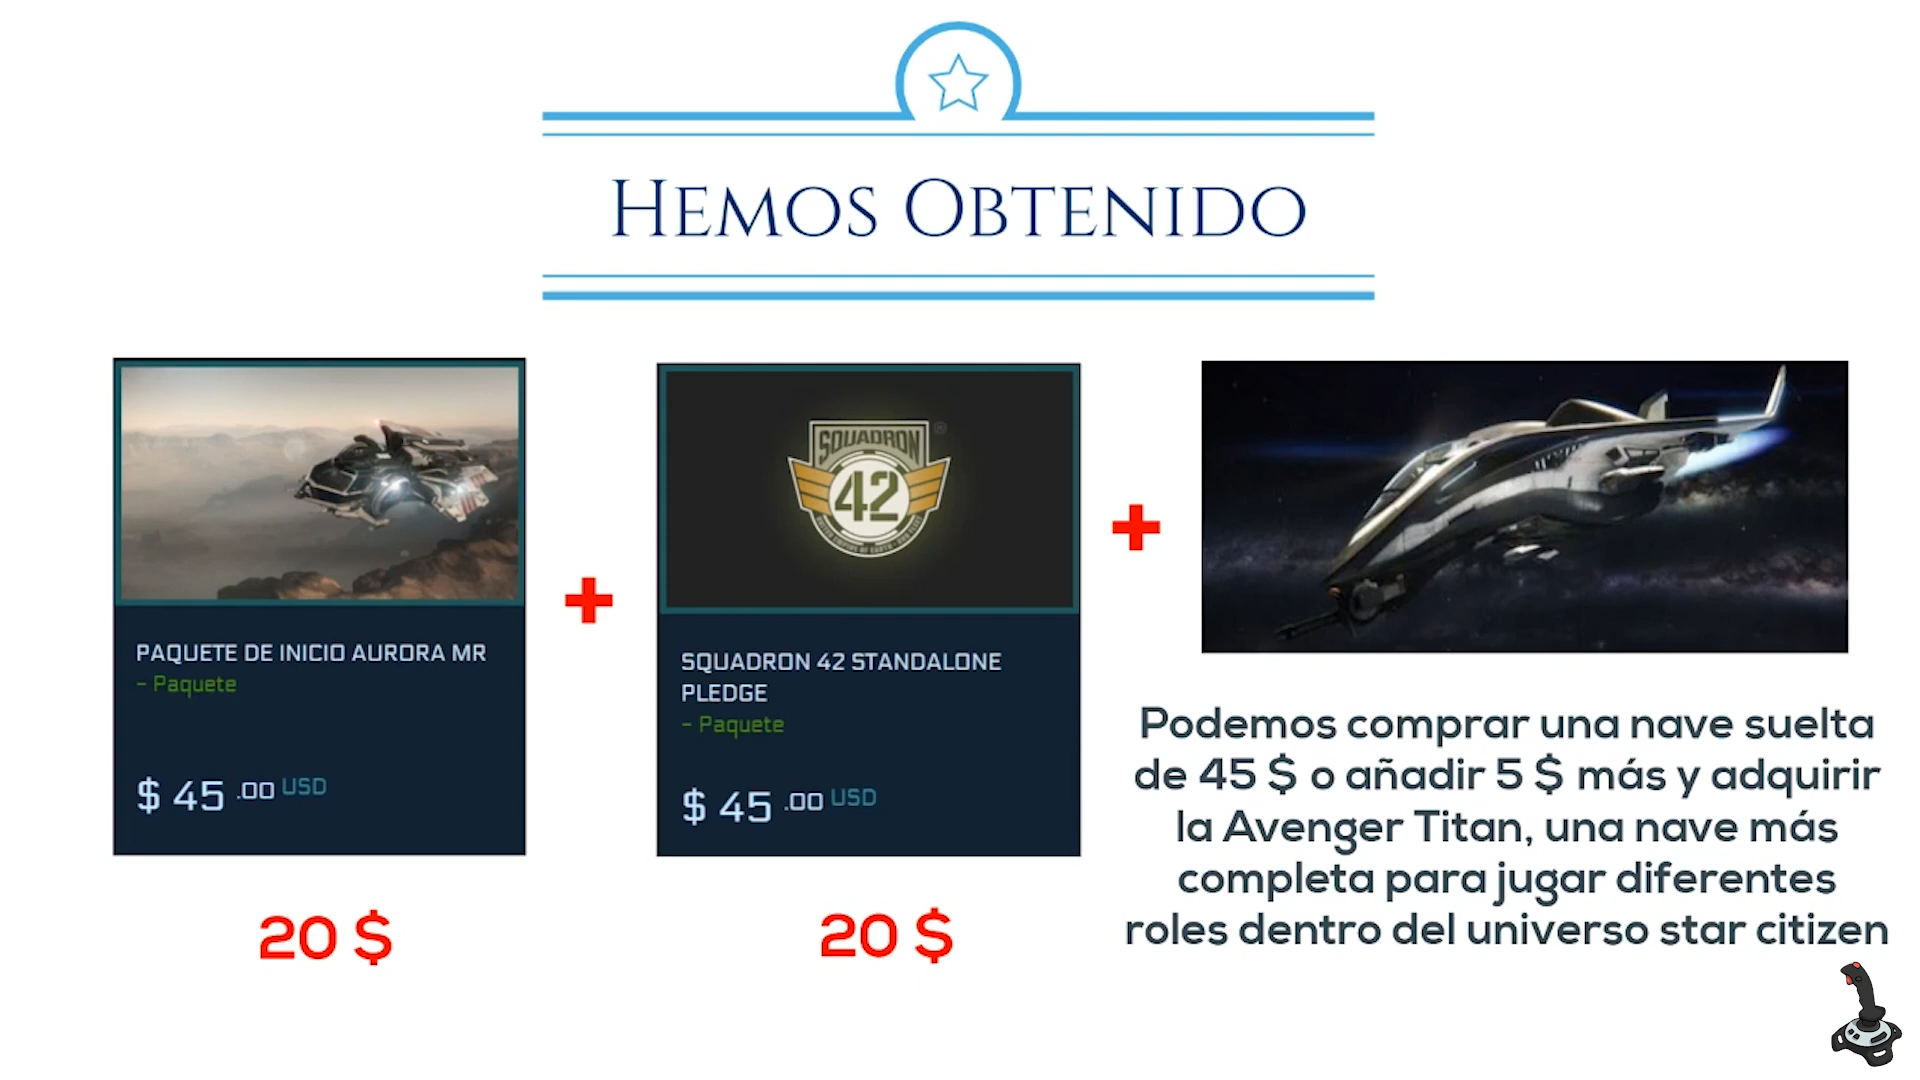 HEMOS OBTENIDO
PAQUETE DE INICIO AURORA MR
- Paquete
$ 45 .00 USD
20 $
+
SQUADRON
®
42
SQUADRON 42 STANDALONE
PLEDGE
- Paquete
$ 45 .00 USD
20 $
+
Podemos comprar una nave suelta
de 45 $ o añadir 5 $ más y adquirir
la Avenger Titan, una nave más
completa para jugar diferentes
roles dentro del universo star citizen